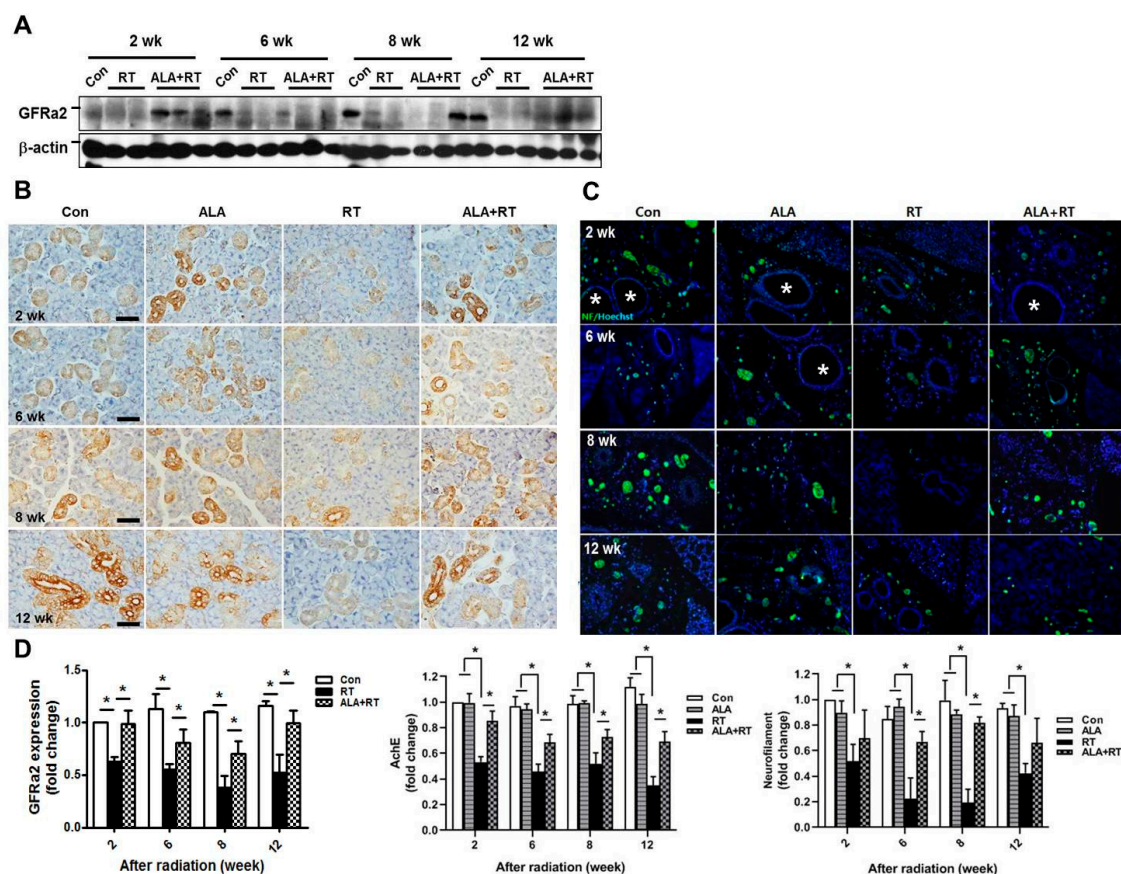 A
2 wk 6 wk 8 wk 12 wk
Con RT ALA+RT Con RT ALA+RT Con RT ALA+RT Con RT ALA+RT
GFRa2
β-actin
B
Con ALA RT ALA+RT
2 wk
6 wk
8 wk
12 wk
C
Con ALA RT ALA+RT
2 wk
* * * *
NF/Hoechst
6 wk
*
8 wk
12 wk
D
GFRa2 expression
(fold change)
1.5
1.0
0.5
0.0
* * * * * * * *
Con
RT
ALA+RT
2 6 8 12
After radiation (week)
AchE
(fold change)
1.2
1.0
0.8
0.6
0.4
0.2
0.0
* * * *
* * * *
Con
ALA
RT
ALA+RT
2 6 8 12
After radiation (week)
Neurofilament
(fold change)
1.2
1.0
0.8
0.6
0.4
0.2
0.0
* * * *
* *
Con
ALA
RT
ALA+RT
2 6 8 12
After radiation (week)